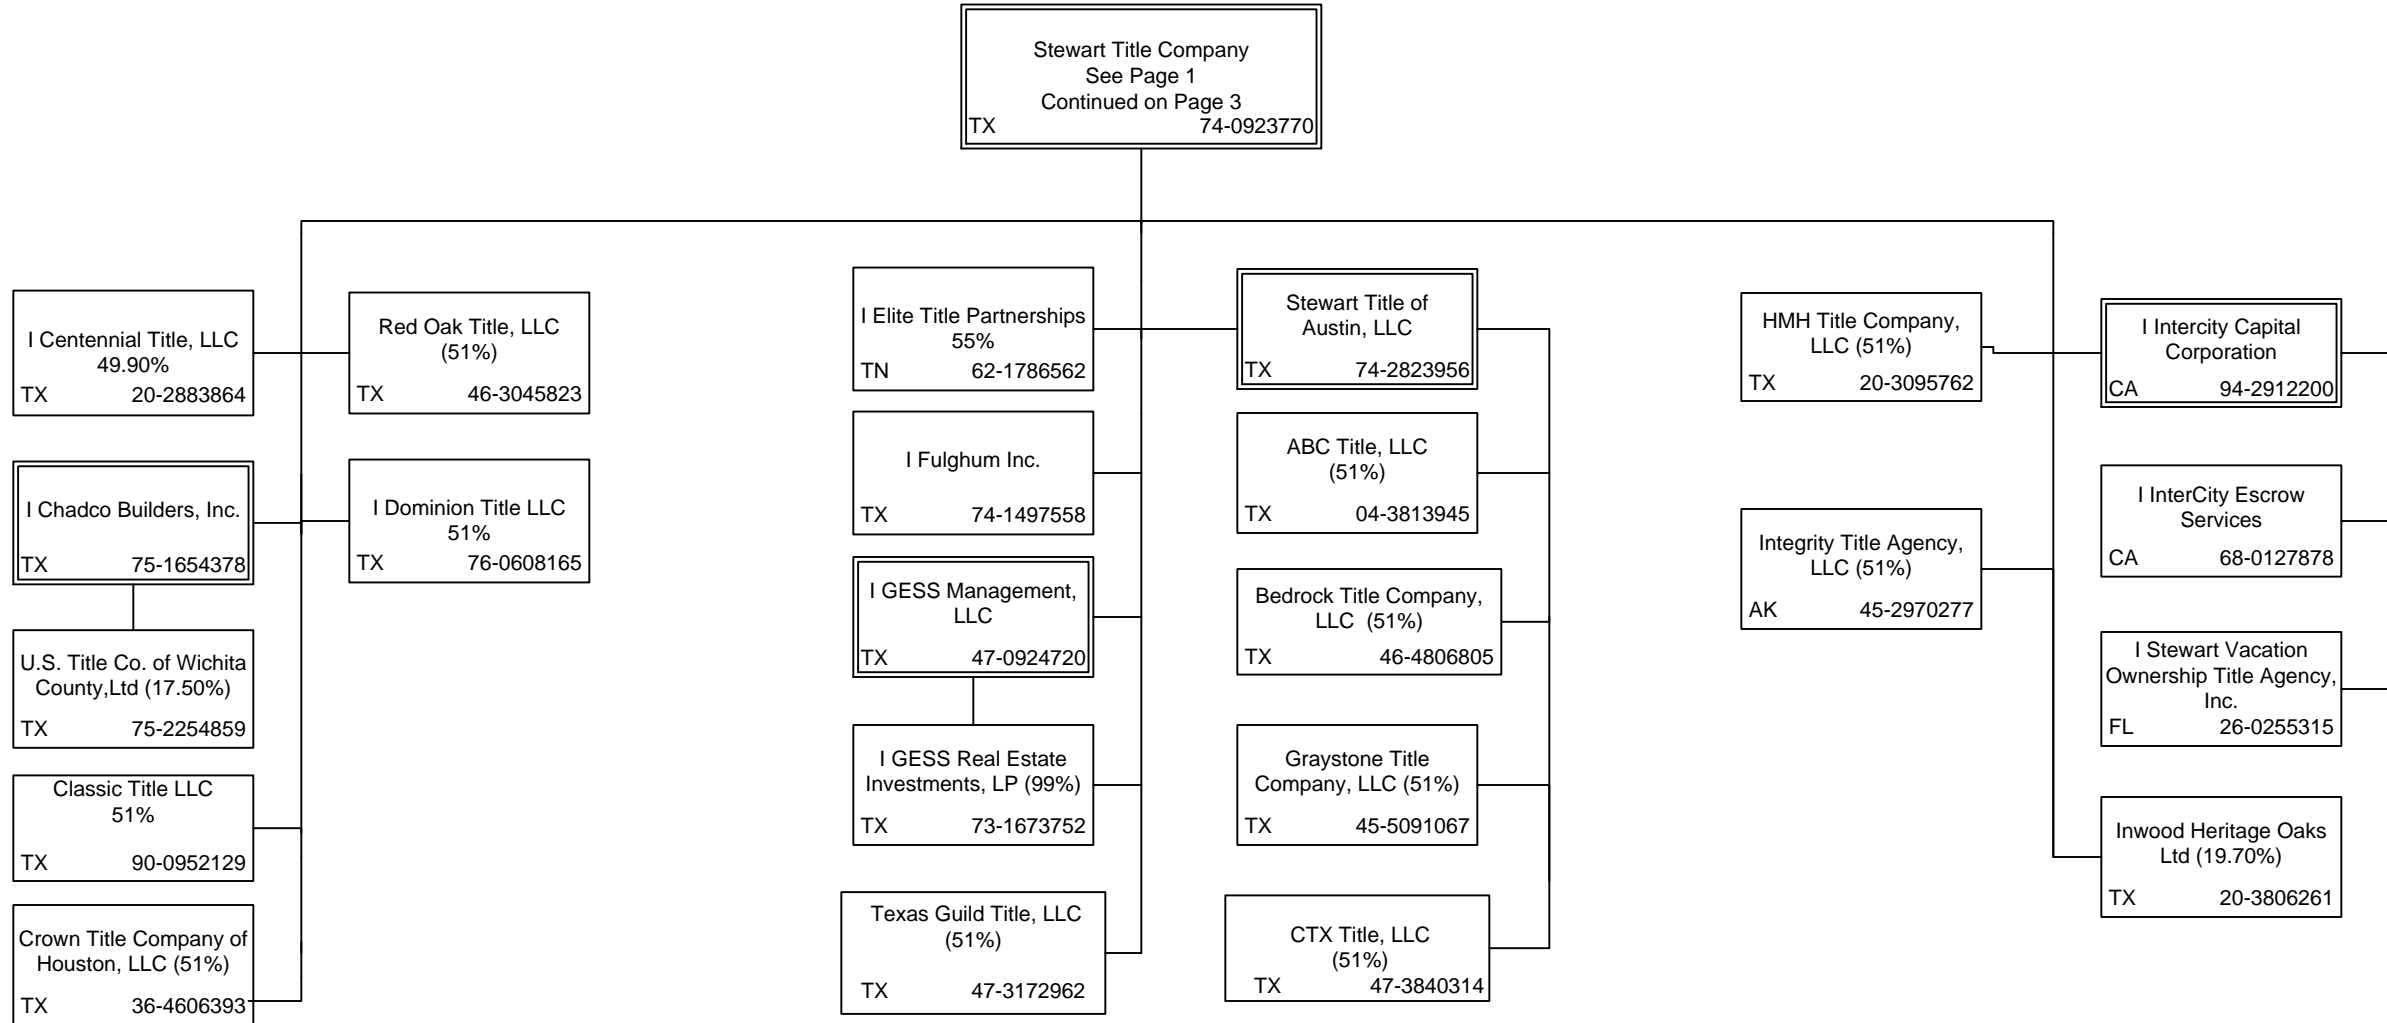 Stewart Title Company
See Page 1
Continued on Page 3
TX 74-0923770
I Centennial Title, LLC
49.90%
TX 20-2883864
Red Oak Title, LLC
(51%)
TX 46-3045823
I Chadco Builders, Inc.
TX 75-1654378
I Dominion Title LLC
51%
TX 76-0608165
U.S. Title Co. of Wichita
County,Ltd (17.50%)
TX 75-2254859
Classic Title LLC
51%
TX 90-0952129
Crown Title Company of
Houston, LLC (51%)
TX 36-4606393
I Elite Title Partnerships
55%
TN 62-1786562
I Fulghum Inc.
TX 74-1497558
I GESS Management,
LLC
TX 47-0924720
I GESS Real Estate
Investments, LP (99%)
TX 73-1673752
Texas Guild Title, LLC
(51%)
TX 47-3172962
Stewart Title of
Austin, LLC
TX 74-2823956
ABC Title, LLC
(51%)
TX 04-3813945
Bedrock Title Company,
LLC (51%)
TX 46-4806805
Graystone Title
Company, LLC (51%)
TX 45-5091067
CTX Title, LLC
(51%)
TX 47-3840314
HMH Title Company,
LLC (51%)
TX 20-3095762
Integrity Title Agency,
LLC (51%)
AK 45-2970277
I Intercity Capital
Corporation
CA 94-2912200
I InterCity Escrow
Services
CA 68-0127878
I Stewart Vacation
Ownership Title Agency,
Inc.
FL 26-0255315
Inwood Heritage Oaks
Ltd (19.70%)
TX 20-3806261